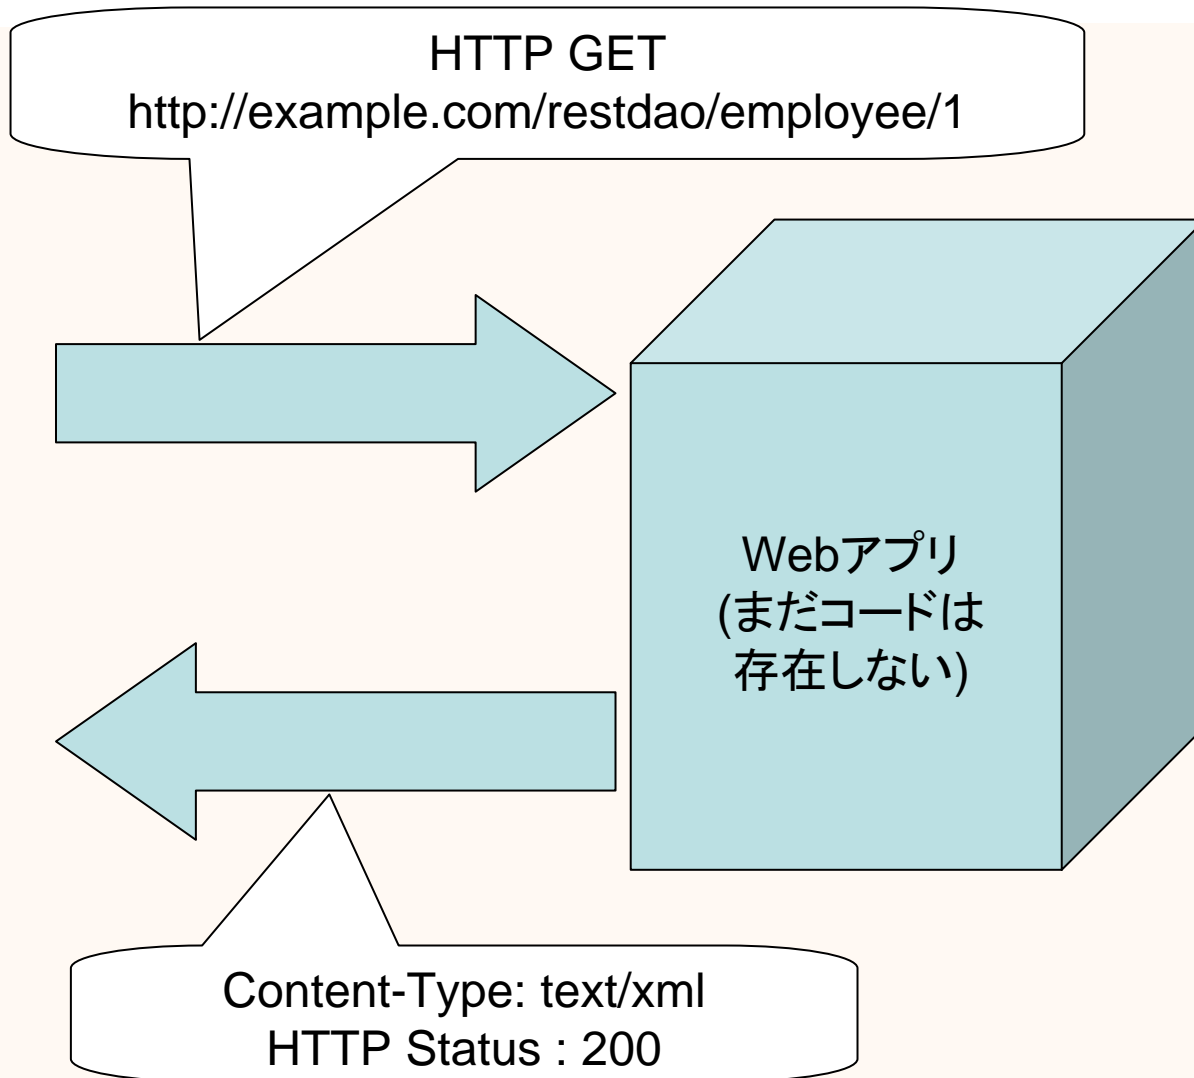 HTTP GET
http://example.com/restdao/employee/1
Webアプリ
(まだコードは
存在しない)
Content-Type: text/xml
HTTP Status : 200